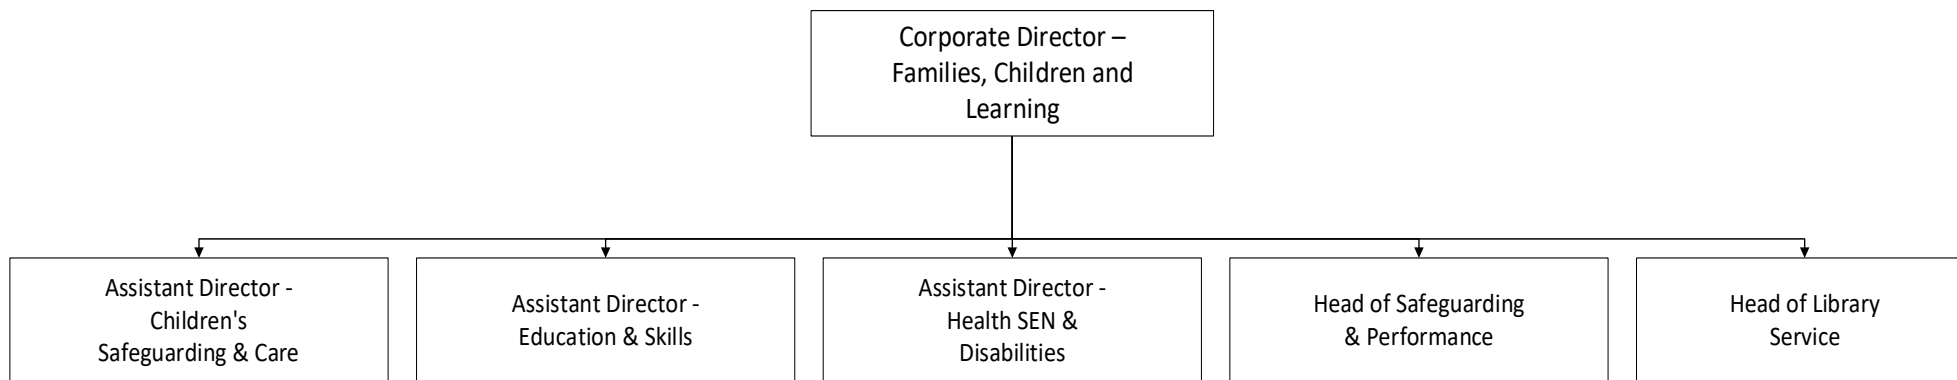 Corporate Director –
Families, Children and
Learning
Assistant Director -
Children's
Safeguarding & Care
Assistant Director -
Education & Skills
Assistant Director -
Health SEN &
Disabilities
Head of Safeguarding
& Performance
Head of Library
Service